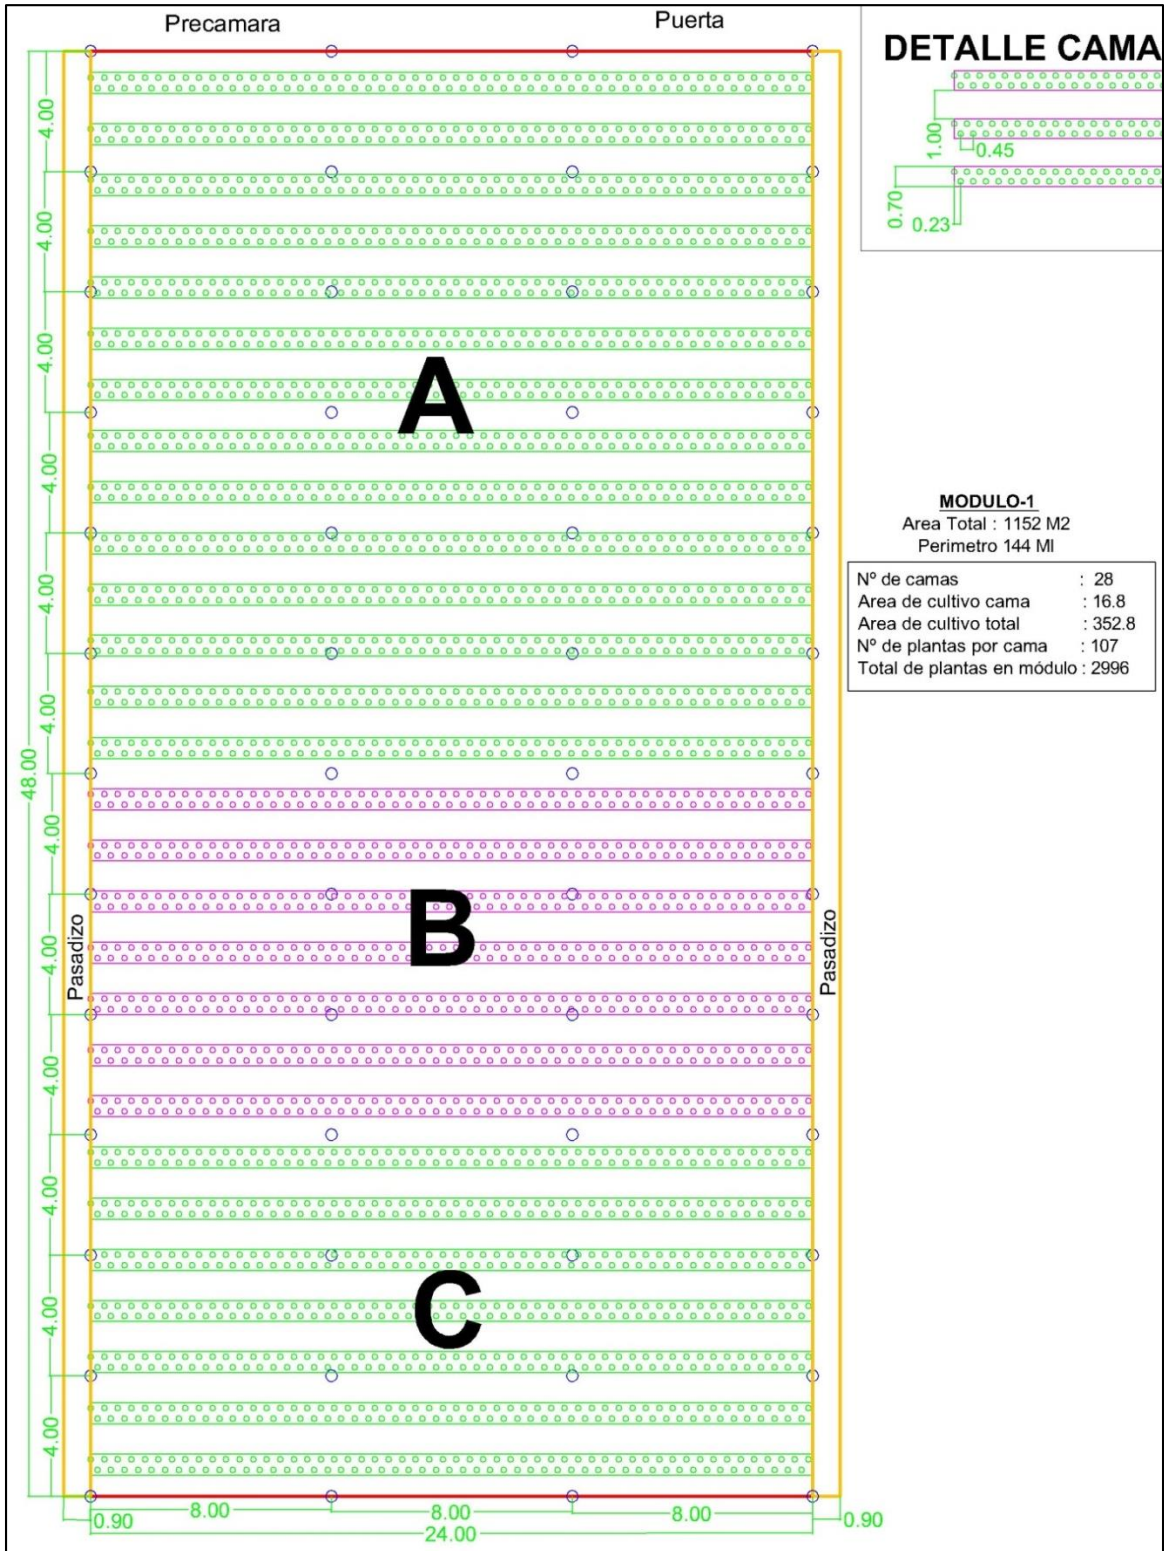 Precamara
Puerta
DETALLE CAMA
1.00
0.45
0.70
0.23
4.00
4.00
4.00
4.00
4.00
4.00
4.00
4.00
4.00
4.00
4.00
4.00
48.00
A
B
C
Pasadizo
Pasadizo
MODULO-1
Area Total : 1152 M2
Perimetro 144 Ml
Nº de camas : 28
Area de cultivo cama : 16.8
Area de cultivo total : 352.8
Nº de plantas por cama : 107
Total de plantas en módulo : 2996
0.90
8.00
8.00
8.00
0.90
24.00